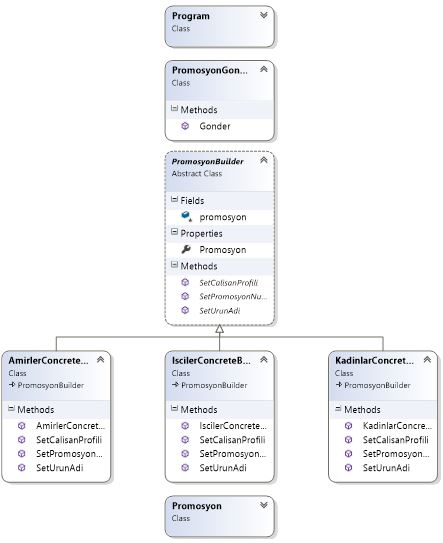 Program
Class
PromosyonGon...
Class
Methods
Gonder
PromosyonBuilder
Abstract Class
Fields
promosyon
Properties
Promosyon
Methods
SetCalisanProfili
SetPromosyonNu...
SetUrunAdi
AmirlerConcrete...
Class
PromosyonBuilder
Methods
AmirlerConcret...
SetCalisanProfili
SetPromosyon...
SetUrunAdi
IscilerConcreteB...
Class
PromosyonBuilder
Methods
IscilerConcrete...
SetCalisanProfili
SetPromosyon...
SetUrunAdi
KadinlarConcret...
Class
PromosyonBuilder
Methods
KadinlarConcre...
SetCalisanProfili
SetPromosyon...
SetUrunAdi
Promosyon
Class